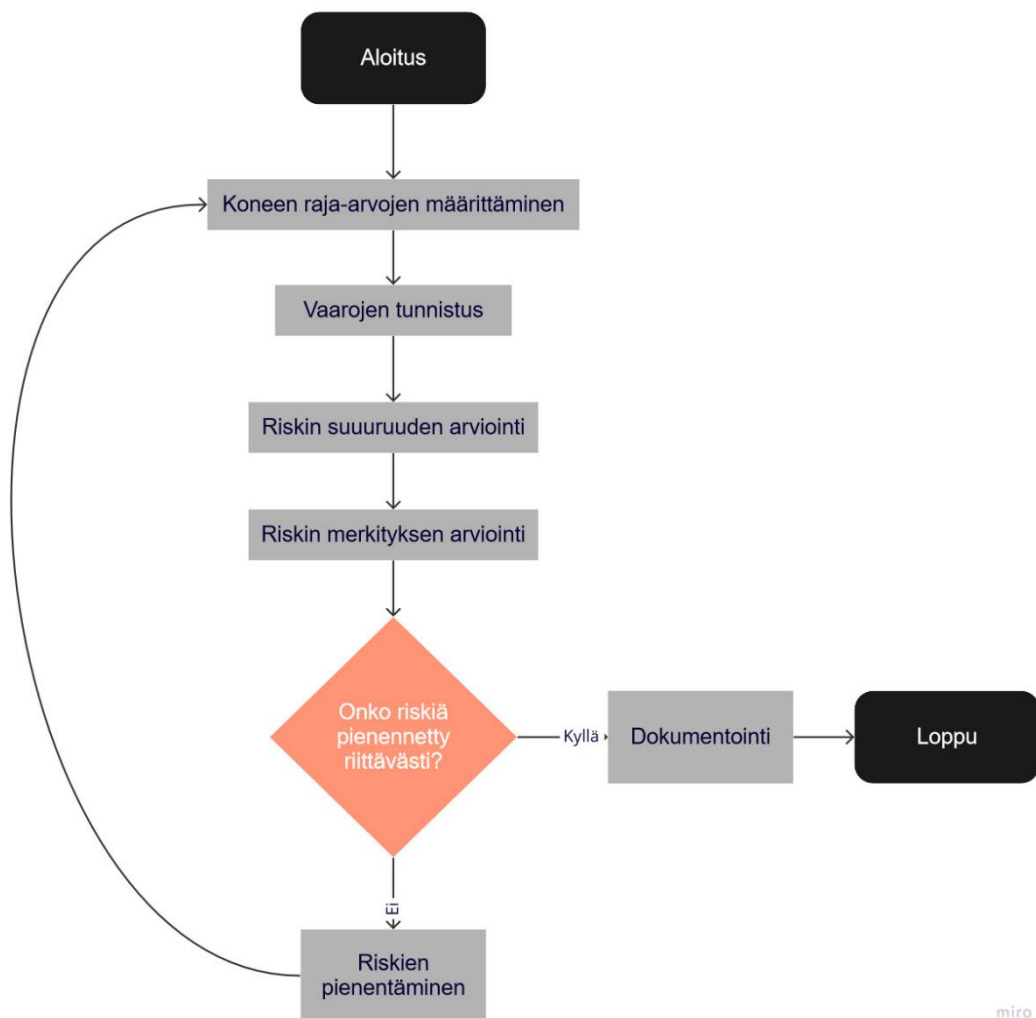 Aloitus
Koneen raja-arvojen määrittäminen
Vaarojen tunnistus
Riskin suuuruuden arviointi
Riskin merkityksen arviointi
Onko riskiä
pienennetty
riittävästi?
Kyllä
Dokumentointi
Loppu
Ei
Riskien
pienentäminen
miro